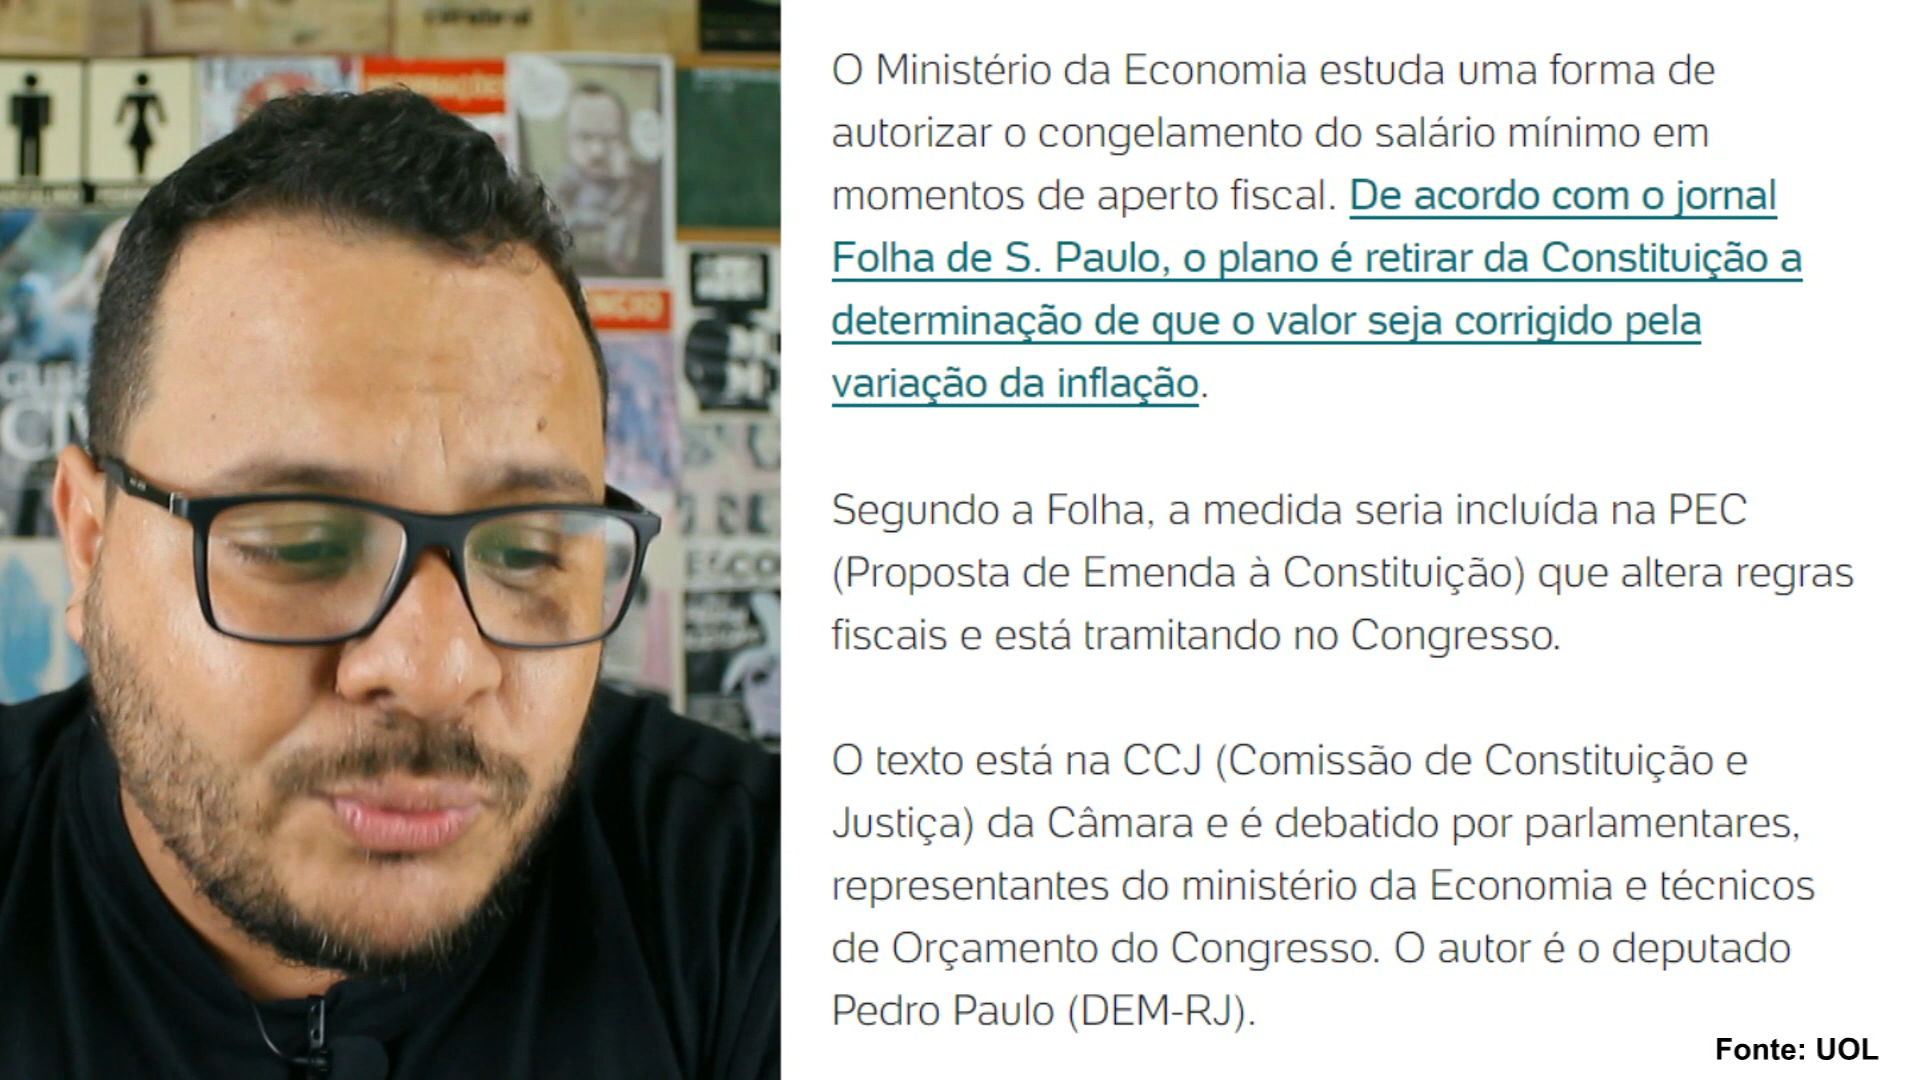 cerebral
NCIO
CIV
ESCO
O Ministério da Economia estuda uma forma de
autorizar o congelamento do salário mínimo em
momentos de aperto fiscal. De acordo com o jornal
Folha de S. Paulo, o plano é retirar da Constituição a
determinação de que o valor seja corrigido pela
variação da inflação.
Segundo a Folha, a medida seria incluída na PEC
(Proposta de Emenda à Constituição) que altera regras
fiscais e está tramitando no Congresso.
O texto está na CCJ (Comissão de Constituição e
Justiça) da Câmara e é debatido por parlamentares,
representantes do ministério da Economia e técnicos
de Orçamento do Congresso. O autor é o deputado
Pedro Paulo (DEM-RJ).
Fonte: UOL